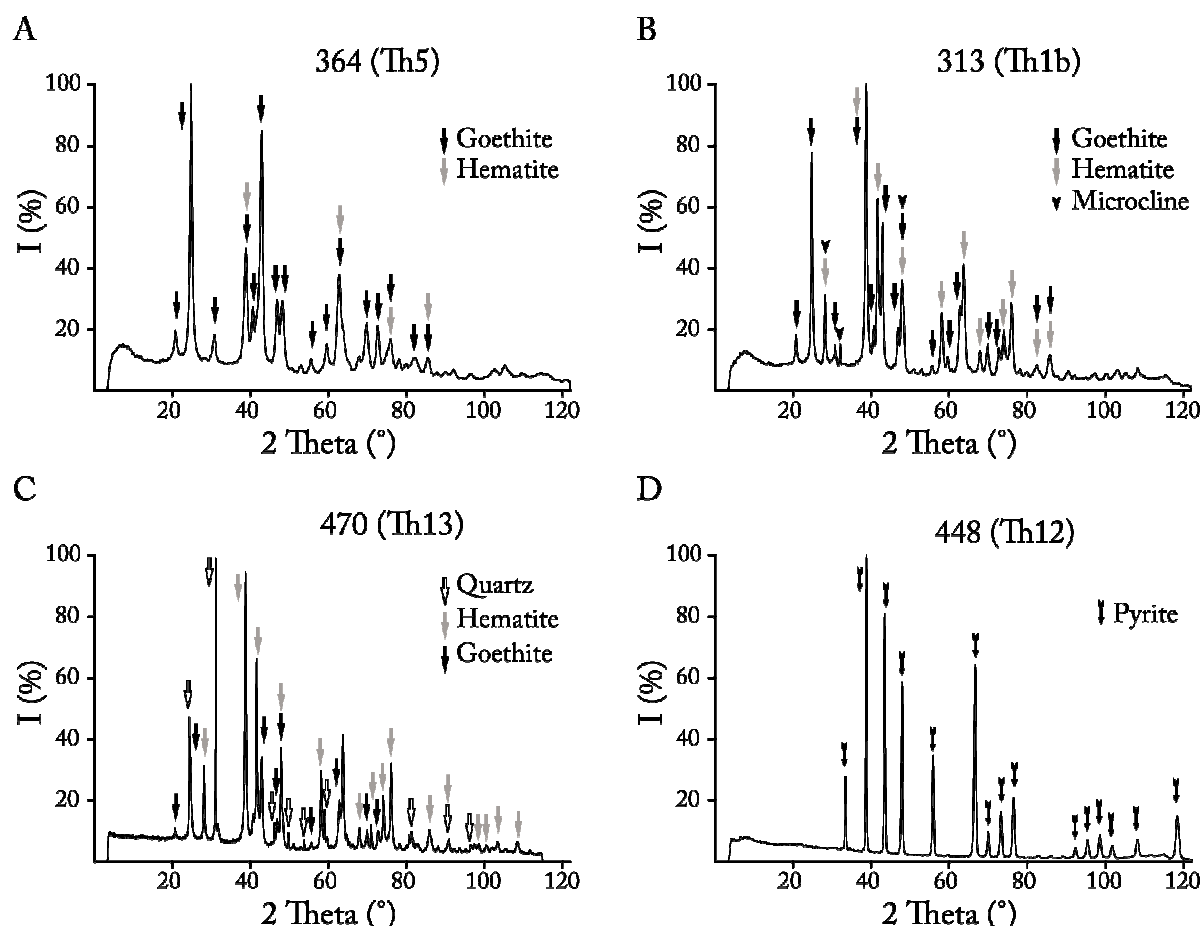 A
364 (Th5)
100
80
60
40
20
I (%)
Goethite
Hematite
20 40 60 80 100 120
2 Theta (°)
B
313 (Th1b)
100
80
60
40
20
I (%)
Goethite
Hematite
Microcline
20 40 60 80 100 120
2 Theta (°)
C
470 (Th13)
100
80
60
40
20
I (%)
Quartz
Hematite
Goethite
20 40 60 80 100 120
2 Theta (°)
D
448 (Th12)
100
80
60
40
20
I (%)
Pyrite
20 40 60 80 100 120
2 Theta (°)